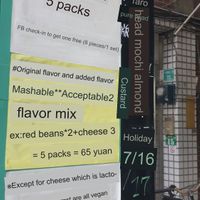 5 packs
FB check-in to get one free (6 pieces/1 set)
#Original flavor and added flavor
Mashable**Acceptable2
flavor mix
ex:red beans*2+cheese 3
= 5 packs = 65 yuan
*Except for cheese which is lacto-
are all vegan
Taro
head mochi almond
Custard
Holiday
7/16
/17